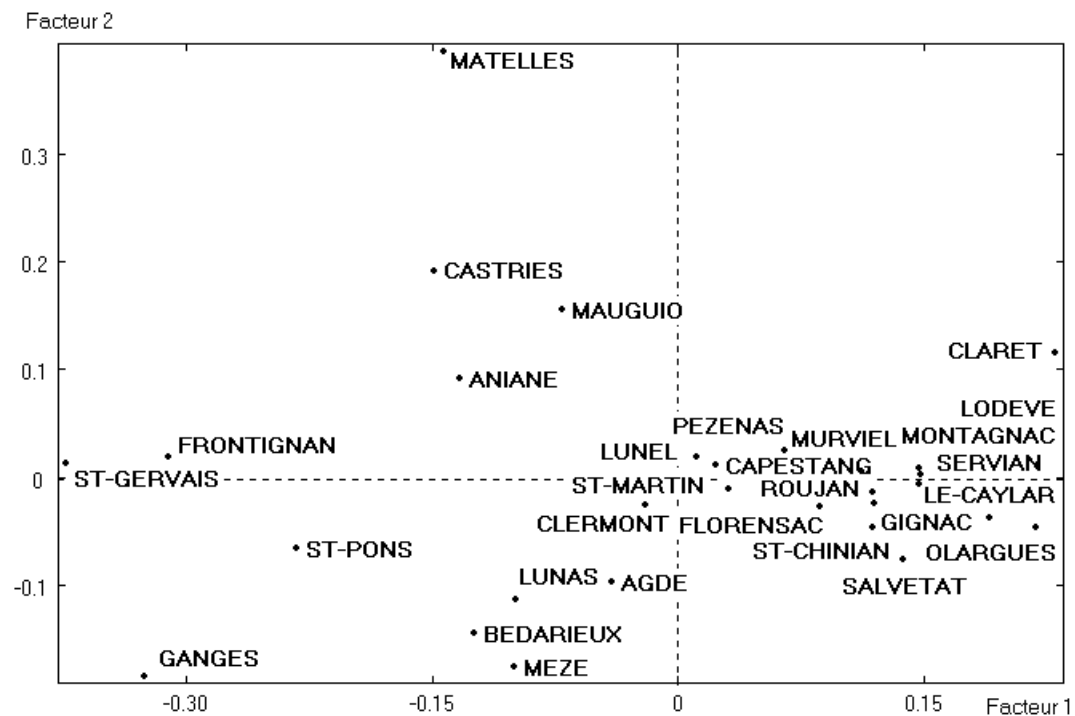 Facteur 2
MATELLES
0.3
0.2
CASTRIES
MAUGUIO
CLARET
0.1
ANIANE
LODEVE
PEZENAS
MURVIEL MONTAGNAC
FRONTIGNAN
LUNEL
CAPESTANG
SERVIAN
0
ST-GERVAIS
ST-MARTIN
ROUJAN
LE-CAYLAR
CLERMONT
FLORENSAC
GIGNAC
ST-PONS
ST-CHINIAN
OLARGUES
LUNAS
AGDE
SALVETAT
-0.1
BEDARIEUX
GANGES
MEZE
-0.30
-0.15
0
0.15
Facteur 1